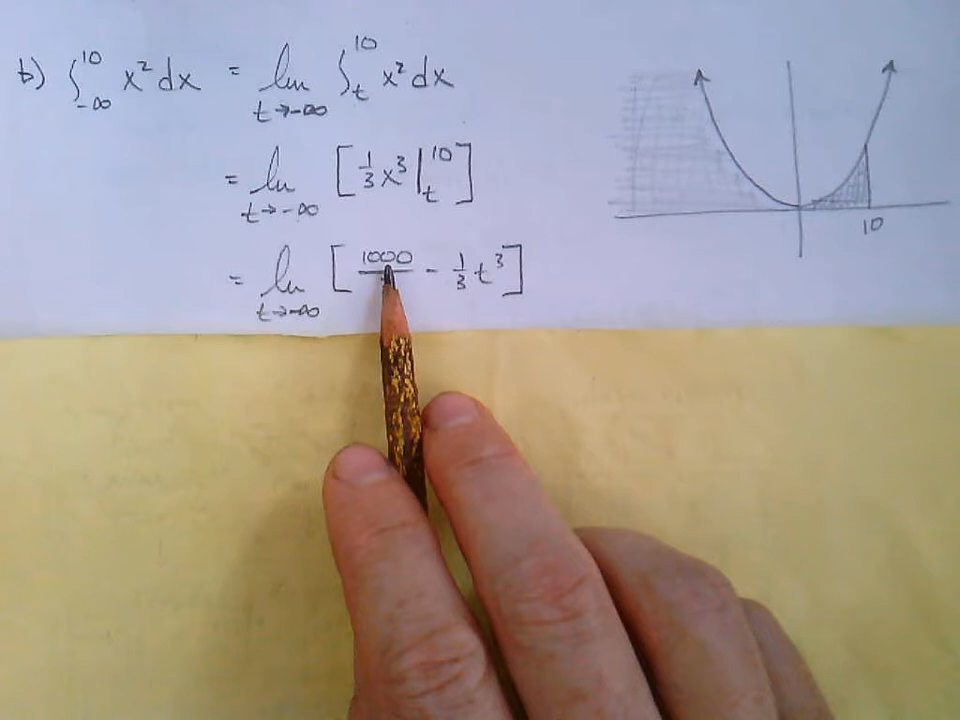 b) ∫_{-∞}^{10} x² dx = lim_{t→-∞} ∫_t^{10} x² dx
= lim_{t→-∞} [ 1/3 x³ |_t^{10} ]
= lim_{t→-∞} [ 1000/ - 1/3 t³ ]
10